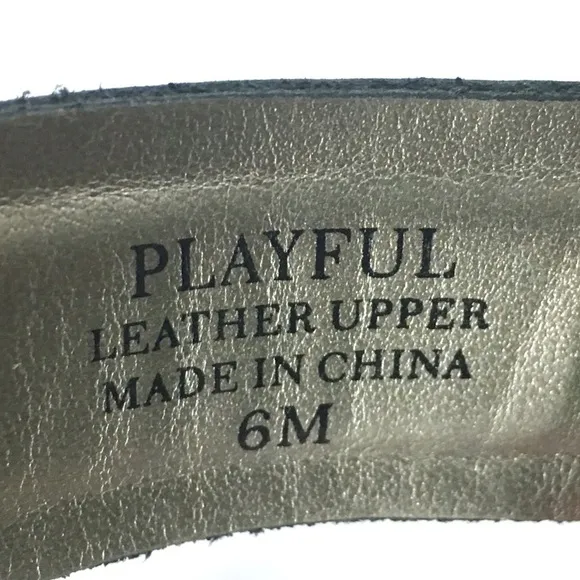 PLAYFUL
LEATHER UPPER
MADE IN CHINA
6M